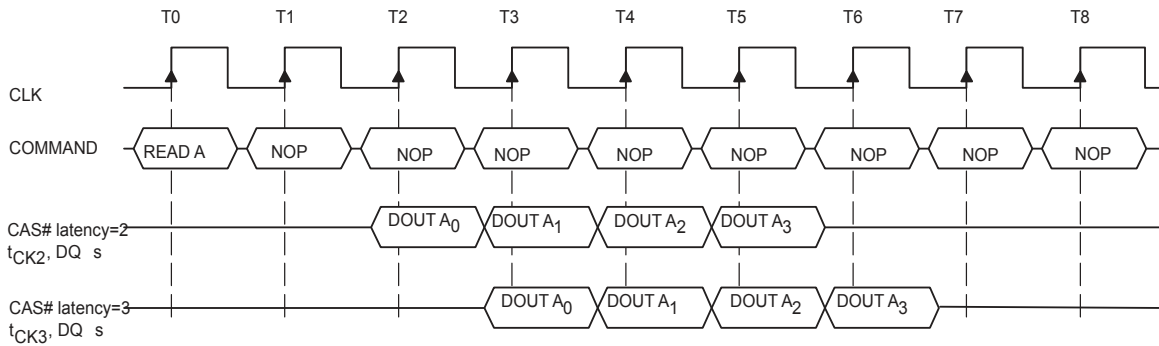 T0 T1 T2 T3 T4 T5 T6 T7 T8
CLK
COMMAND READ A NOP NOP NOP NOP NOP NOP NOP NOP
CAS# latency=2 DOUT A0 DOUT A1 DOUT A2 DOUT A3
tCK2, DQ s
CAS# latency=3 DOUT A0 DOUT A1 DOUT A2 DOUT A3
tCK3, DQ s